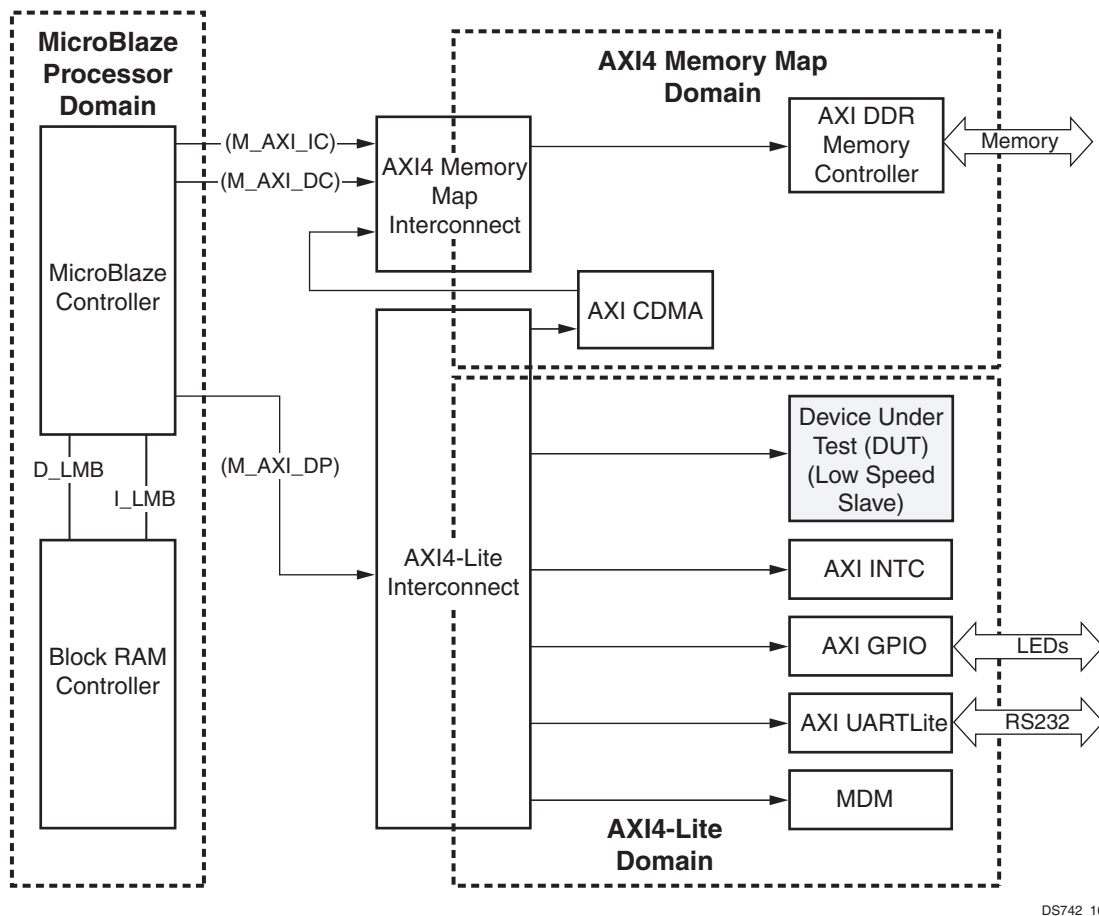 MicroBlaze
Processor
Domain
AXI4 Memory Map
Domain
(M_AXI_IC)
(M_AXI_DC)
AXI4 Memory
Map
Interconnect
AXI DDR
Memory
Controller
Memory
MicroBlaze
Controller
AXI CDMA
D_LMB
I_LMB
(M_AXI_DP)
Device Under
Test (DUT)
(Low Speed
Slave)
AXI4-Lite
Interconnect
AXI INTC
Block RAM
Controller
AXI GPIO
LEDs
AXI UARTLite
RS232
MDM
AXI4-Lite
Domain